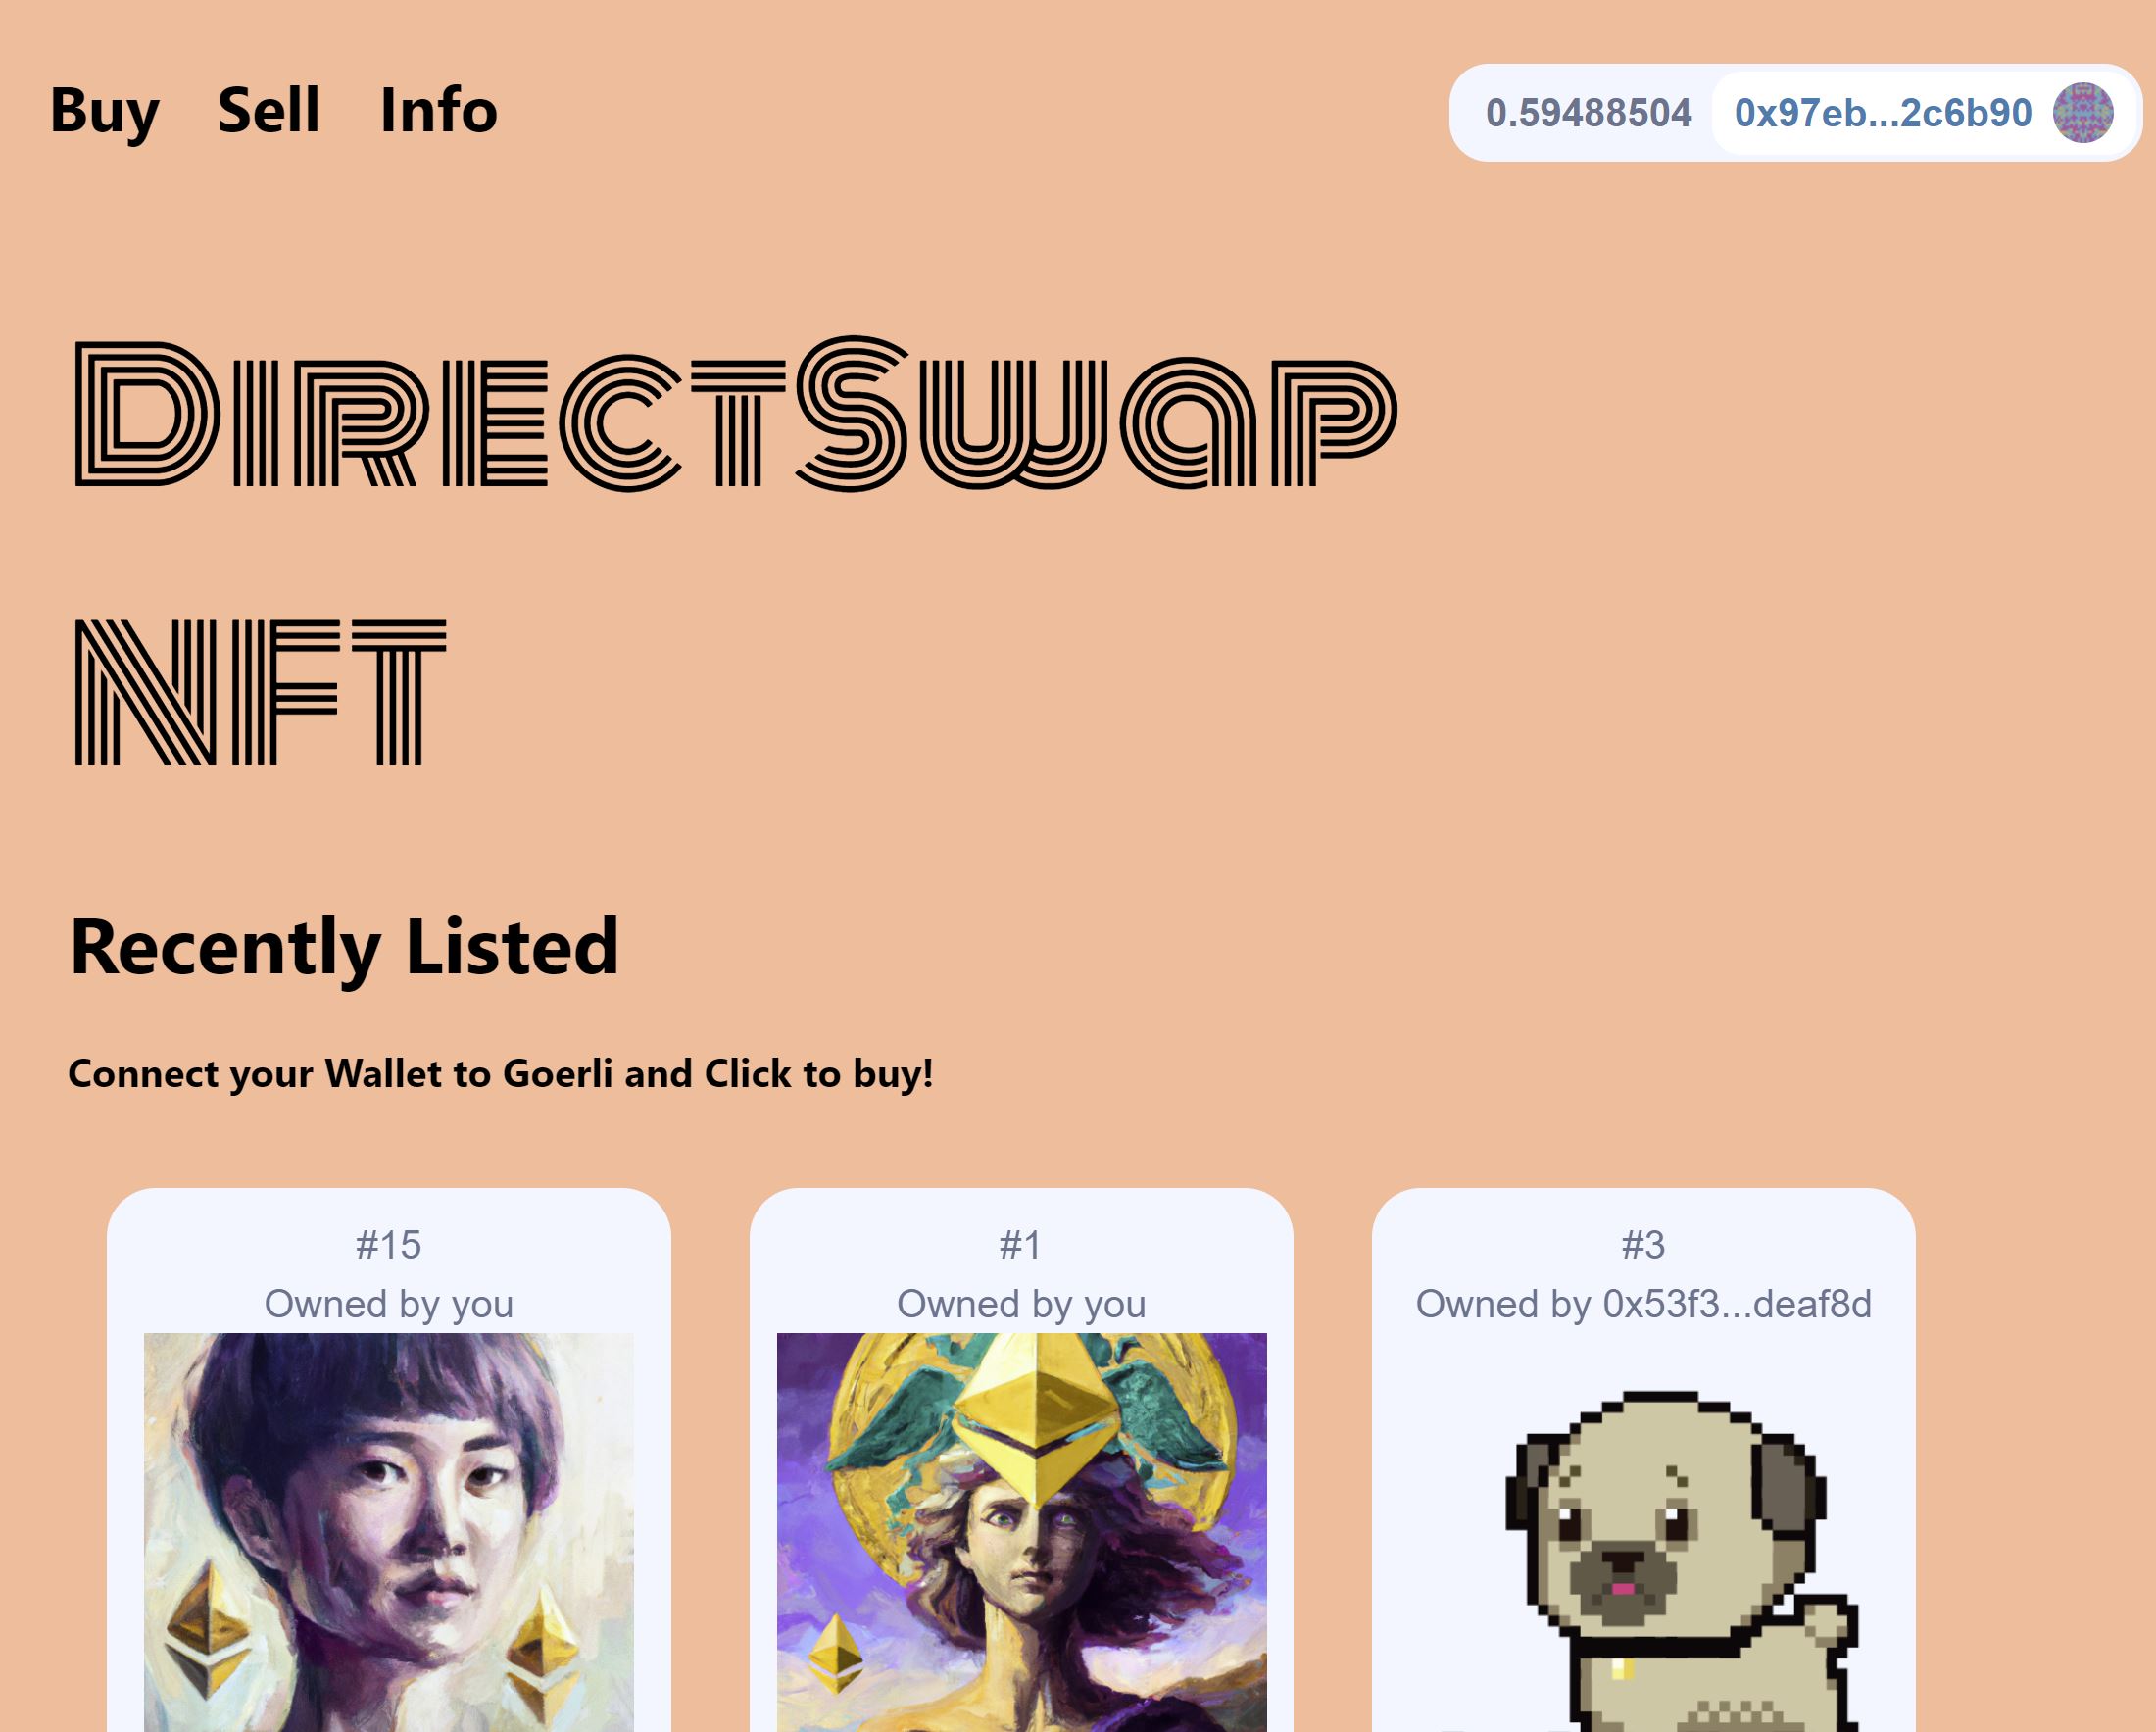 Buy Sell Info
0.59488504 0x97eb...2c6b90
DirectSwap
NFT
Recently Listed
Connect your Wallet to Goerli and Click to buy!
#15
Owned by you
#1
Owned by you
#3
Owned by 0x53f3...deaf8d